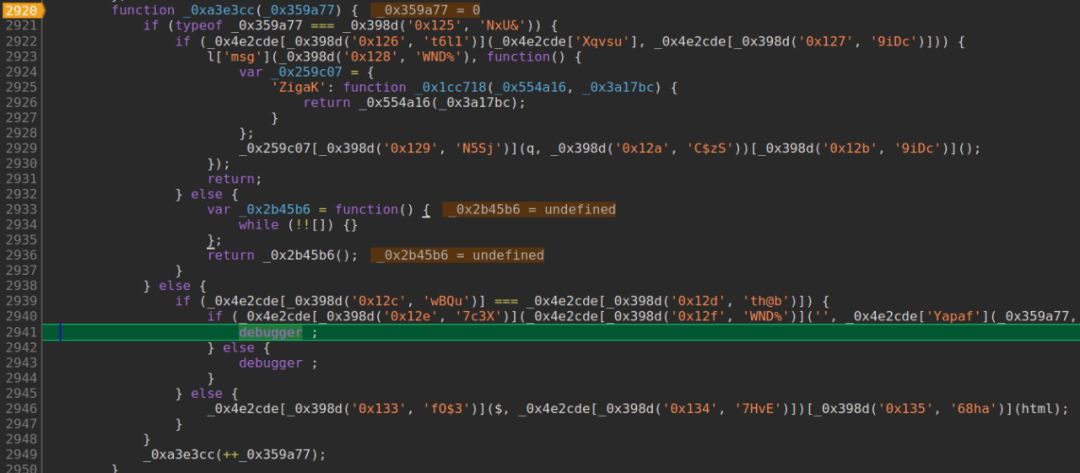 2920 function _0xa3e3cc(_0x359a77) { _0x359a77 = 0
2921 if (typeof _0x359a77 === _0x398d('0x125', 'NxU&')) {
2922 if (_0x4e2cde[_0x398d('0x126', 't6l1')](_0x4e2cde['Xqvsu'], _0x4e2cde[_0x398d('0x127', '9iDc')])) {
2923 l['msg'](_0x398d('0x128', 'WND%'), function() {
2924 var _0x259c07 = {
2925 'ZigaK': function _0x1cc718(_0x554a16, _0x3a17bc) {
2926 return _0x554a16(_0x3a17bc);
2927 }
2928 };
2929 _0x259c07[_0x398d('0x129', 'N5Sj')](q, _0x398d('0x12a', 'C$zS'))[_0x398d('0x12b', '9iDc')]();
2930 });
2931 return;
2932 } else {
2933 var _0x2b45b6 = function() { _0x2b45b6 = undefined
2934 while (!![]) {}
2935 };
2936 return _0x2b45b6(); _0x2b45b6 = undefined
2937 }
2938 } else {
2939 if (_0x4e2cde[_0x398d('0x12c', 'wBQu')] === _0x4e2cde[_0x398d('0x12d', 'th@b')]) {
2940 if (_0x4e2cde[_0x398d('0x12e', '7c3X')](_0x4e2cde[_0x398d('0x12f', 'WND%')]('', _0x4e2cde['Yapaf'](_0x359a77,
2941 debugger ;
2942 } else {
2943 debugger ;
2944 }
2945 } else {
2946 _0x4e2cde[_0x398d('0x133', 'fO$3')]($, _0x4e2cde[_0x398d('0x134', '7HvE')])[_0x398d('0x135', '68ha')](html);
2947 }
2948 }
2949 _0xa3e3cc(++_0x359a77);
2950 }